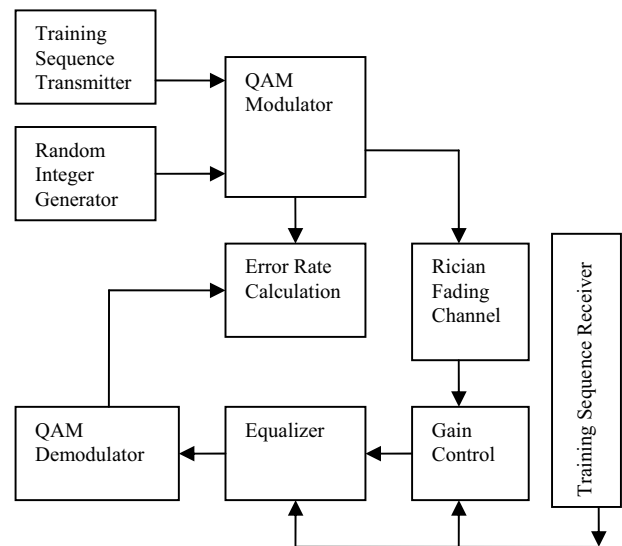 Training
Sequence
Transmitter
QAM
Modulator
Random
Integer
Generator
Error Rate
Calculation
Rician
Fading
Channel
Training Sequence Receiver
QAM
Demodulator
Equalizer
Gain
Control